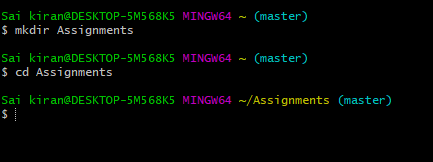 Sai kiran@DESKTOP-5M568K5 MINGW64 ~ (master)
$ mkdir Assignments
Sai kiran@DESKTOP-5M568K5 MINGW64 ~ (master)
$ cd Assignments
Sai kiran@DESKTOP-5M568K5 MINGW64 ~/Assignments (master)
$